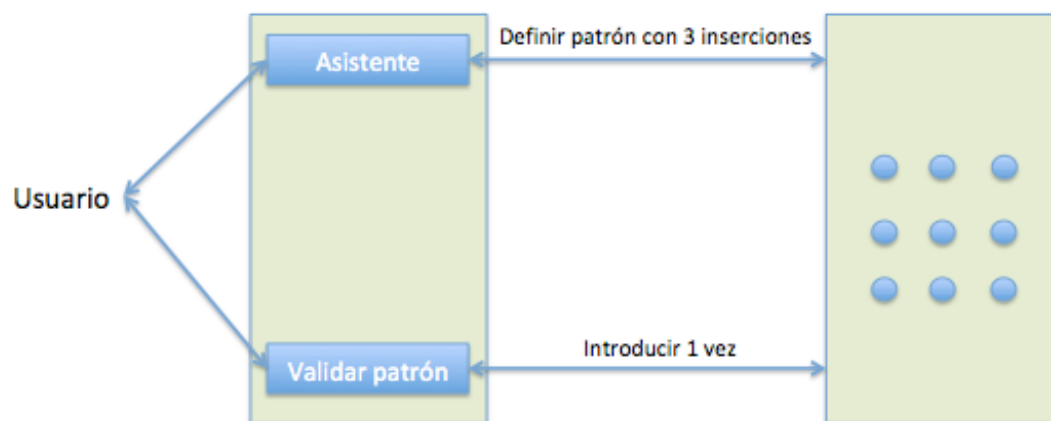 Definir patrón con 3 inserciones
Asistente
Usuario
Introducir 1 vez
Validar patrón